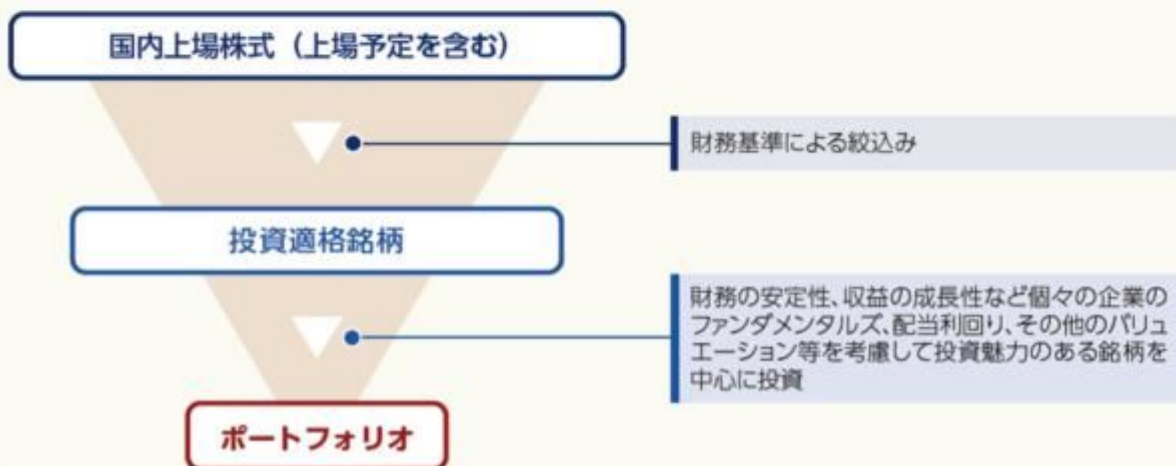 国内上場株式（上場予定を含む）
財務基準による絞込み
投資適格銘柄
財務の安定性、収益の成長性など個々の企業の
ファンダメンタルズ、配当利回り、その他のバリュ
エーション等を考慮して投資魅力のある銘柄を
中心に投資
ポートフォリオ